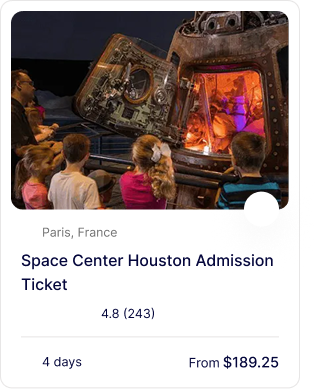 Paris, France
Space Center Houston Admission
Ticket
4.8 (243)
4 days
From $189.25